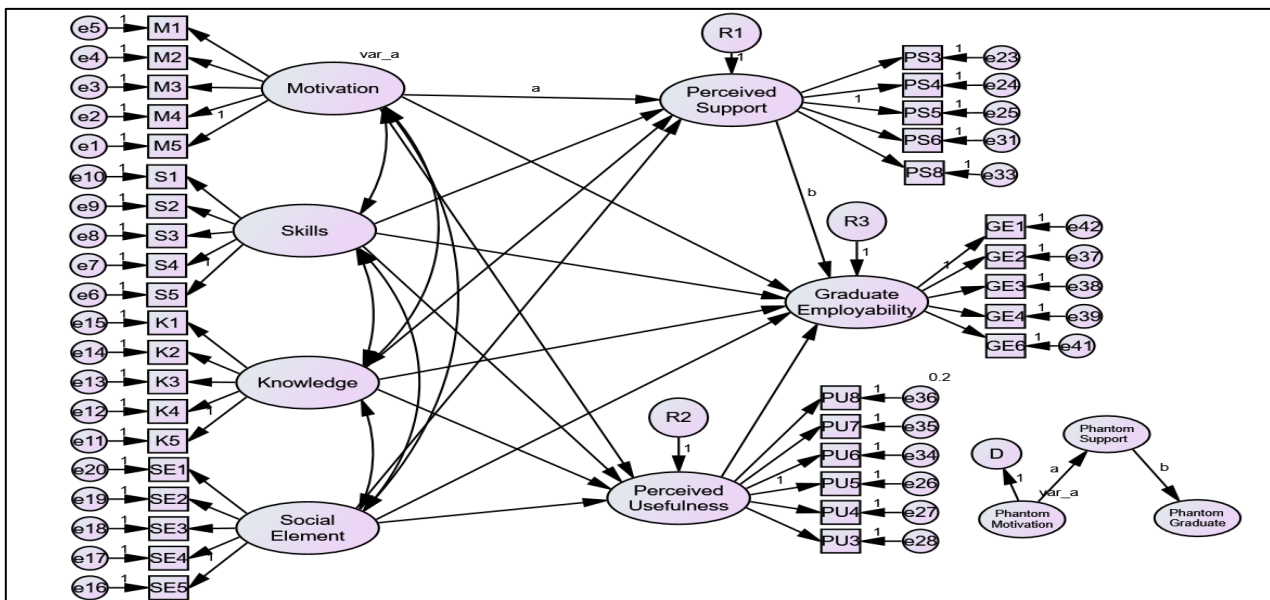 e5 1 M1
e4 1 M2
e3 1 M3
e2 1 M4
e1 1 M5
1
var_a
Motivation
a
e10 1 S1
e9 1 S2
e8 1 S3
e7 1 S4
e6 1 S5
1
Skills
e15 1 K1
e14 1 K2
e13 1 K3
e12 1 K4
e11 1 K5
1
Knowledge
e20 1 SE1
e19 1 SE2
e18 1 SE3
e17 1 SE4
e16 1 SE5
1
Social
Element
R1
1
Perceived
Support
b
PS3 1 e23
PS4 1 e24
1 PS5 1 e25
PS6 1 e31
PS8 1 e33
R3
1
Graduate
Employability
GE1 1 e42
1 GE2 1 e37
GE3 1 e38
GE4 1 e39
GE6 1 e41
R2
1
Perceived
Usefulness
0.2
PU8 1 e36
PU7 1 e35
PU6 1 e34
1 PU5 1 e26
PU4 1 e27
PU3 1 e28
Phantom
Support
D
1
a
b
var_a
Phantom
Motivation
Phantom
Graduate